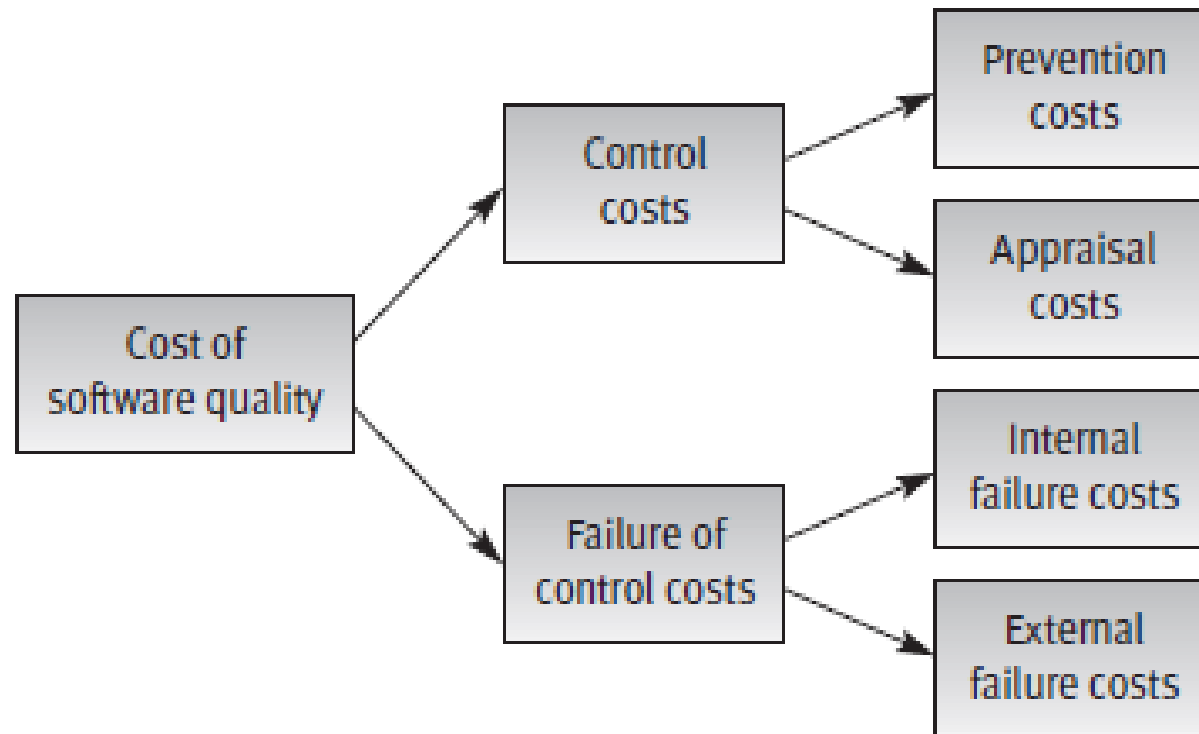 Prevention
costs
Control
costs
Appraisal
costs
Cost of
software quality
Internal
failure costs
Failure of
control costs
External
failure costs